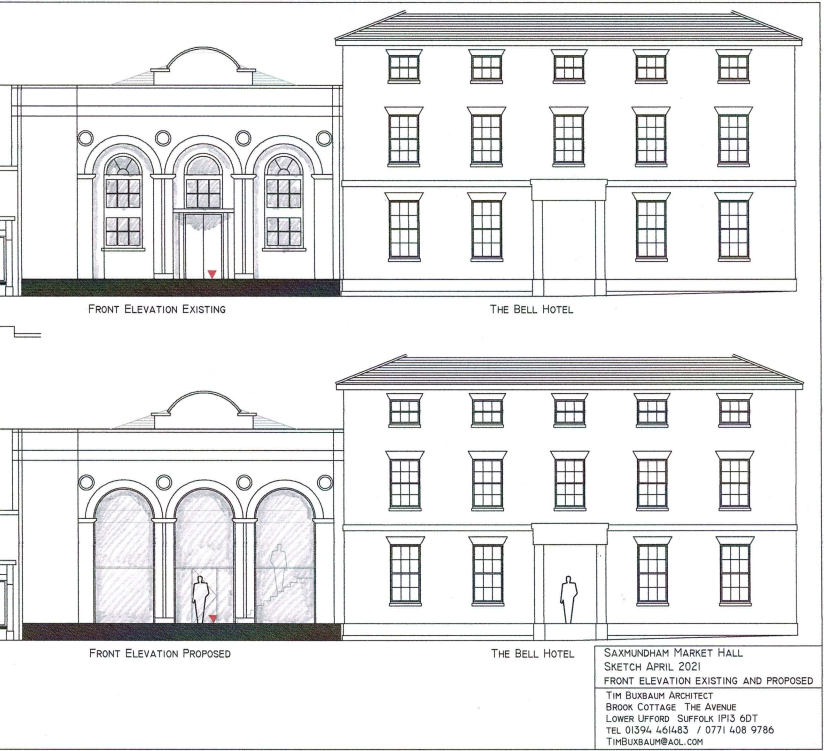 FRONT ELEVATION EXISTING
THE BELL HOTEL
FRONT ELEVATION PROPOSED
THE BELL HOTEL
SAXMUNDHAM MARKET HALL
SKETCH APRIL 2021
FRONT ELEVATION EXISTING AND PROPOSED
TIM BUXBAUM ARCHITECT
BROOK COTTAGE THE AVENUE
LOWER UFFORD SUFFOLK IP13 6DT
TEL 01394 461483 / 0771 408 9786
TIMBUXBAUM@AOL.COM